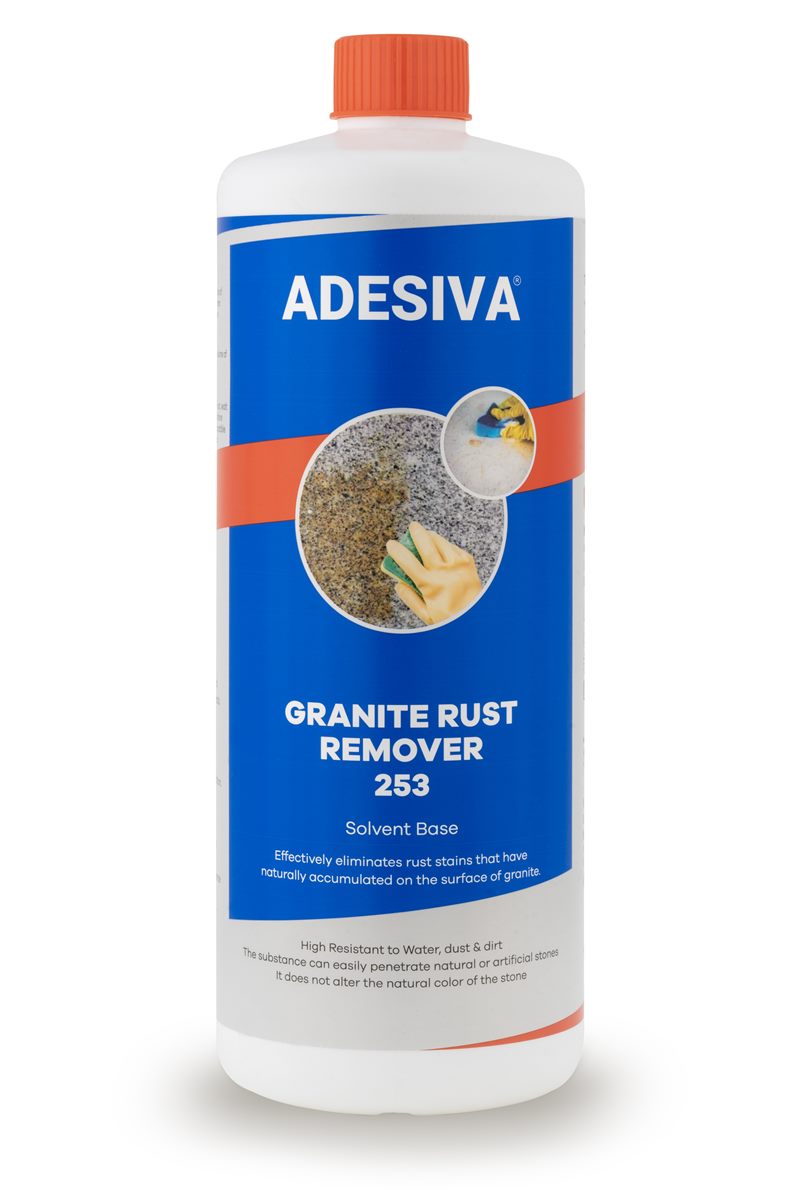 ADESIVA®
GRANITE RUST
REMOVER
253
Solvent Base
Effectively eliminates rust stains that have
naturally accumulated on the surface of granite.
High Resistant to Water, dust & dirt
The substance can easily penetrate natural or artificial stones
It does not alter the natural color of the stone